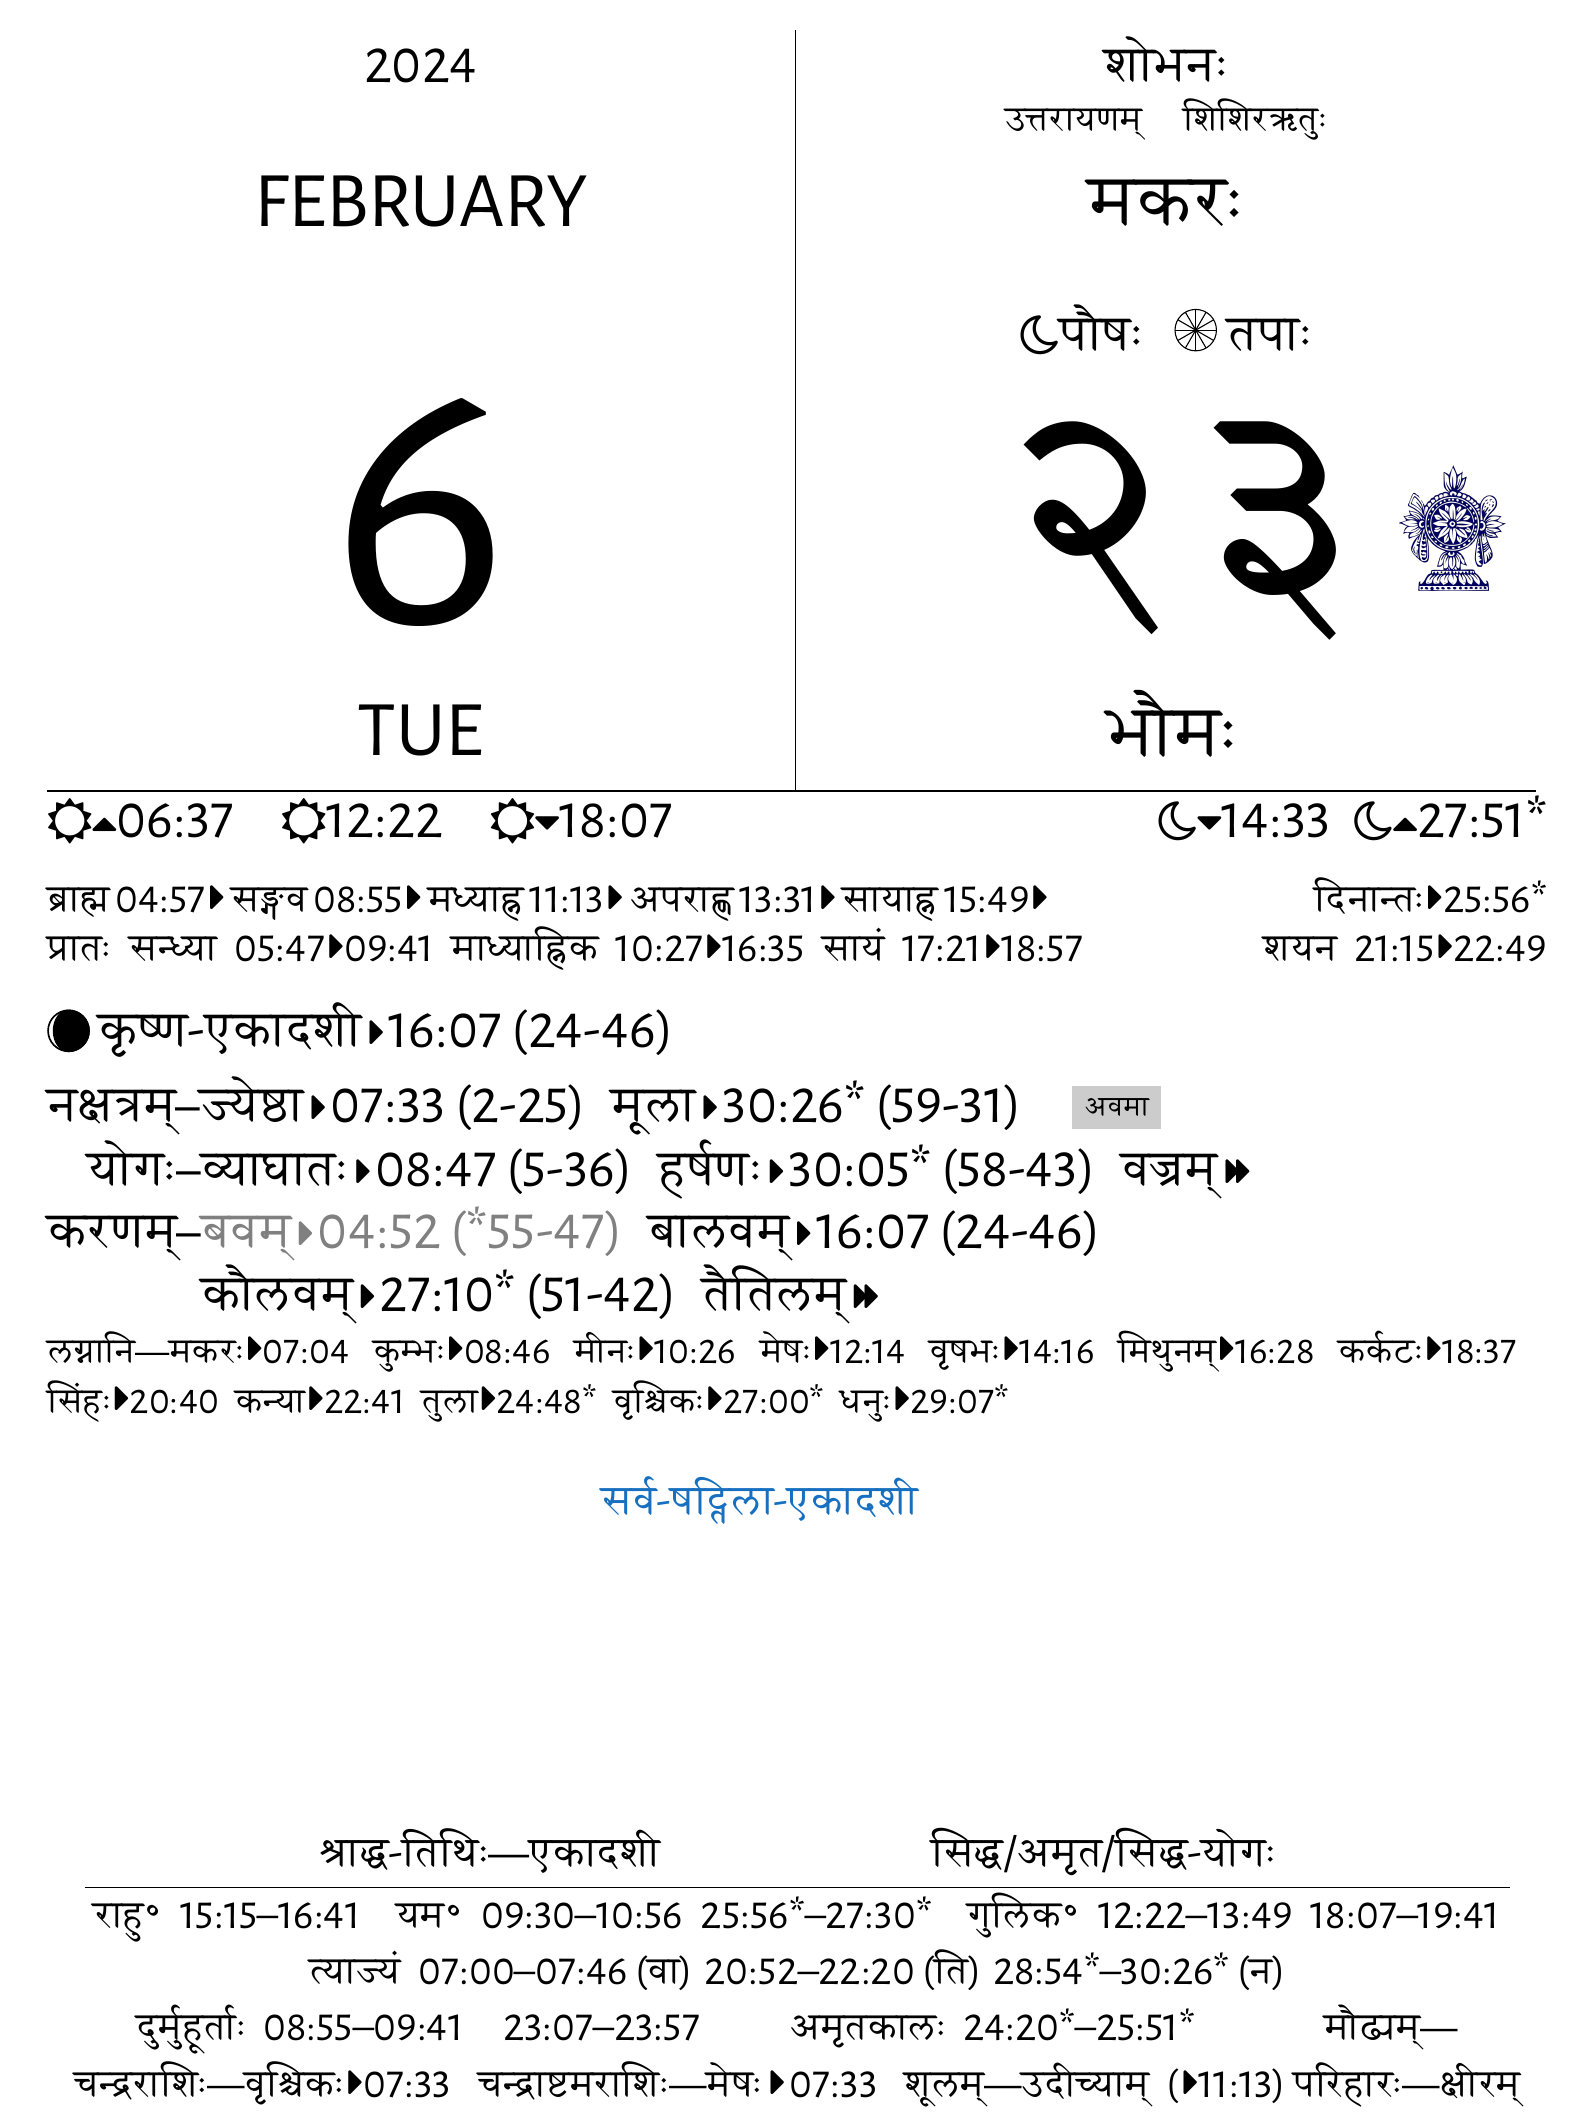 2024
FEBRUARY
6
TUE
शोभनः
उत्तरायणम् शिशिरऋतुः
मकरः
पौषः तपाः
२३
भौमः
06:37 12:22 18:07 14:33 27:51*
ब्राह्म 04:57 सङ्गव 08:55 मध्याह्न 11:13 अपराह्ण 13:31 सायाह्न 15:49 दिनान्तः 25:56*
प्रातः सन्ध्या 05:47 09:41 माध्याह्निक 10:27 16:35 सायं 17:21 18:57 शयन 21:15 22:49
कृष्ण-एकादशी 16:07 (24-46)
नक्षत्रम्–ज्येष्ठा 07:33 (2-25) मूला 30:26* (59-31) अवमा
योगः–व्याघातः 08:47 (5-36) हर्षणः 30:05* (58-43) वज्रम्
करणम्–बवम् 04:52 (*55-47) बालवम् 16:07 (24-46)
कौलवम् 27:10* (51-42) तैतिलम्
लग्नानि—मकरः 07:04 कुम्भः 08:46 मीनः 10:26 मेषः 12:14 वृषभः 14:16 मिथुनम् 16:28 कर्कटः 18:37
सिंहः 20:40 कन्या 22:41 तुला 24:48* वृश्चिकः 27:00* धनुः 29:07*
सर्व-षट्तिला-एकादशी
श्राद्ध-तिथिः—एकादशी सिद्ध/अमृत/सिद्ध-योगः
राहु॰ 15:15–16:41 यम॰ 09:30–10:56 25:56*–27:30* गुलिक॰ 12:22–13:49 18:07–19:41
त्याज्यं 07:00–07:46 (वा) 20:52–22:20 (ति) 28:54*–30:26* (न)
दुर्मुहूर्ताः 08:55–09:41 23:07–23:57 अमृतकालः 24:20*–25:51* मौढ्यम्—
चन्द्रराशिः—वृश्चिकः 07:33 चन्द्राष्टमराशिः—मेषः 07:33 शूलम्—उदीच्याम् (11:13) परिहारः—क्षीरम्